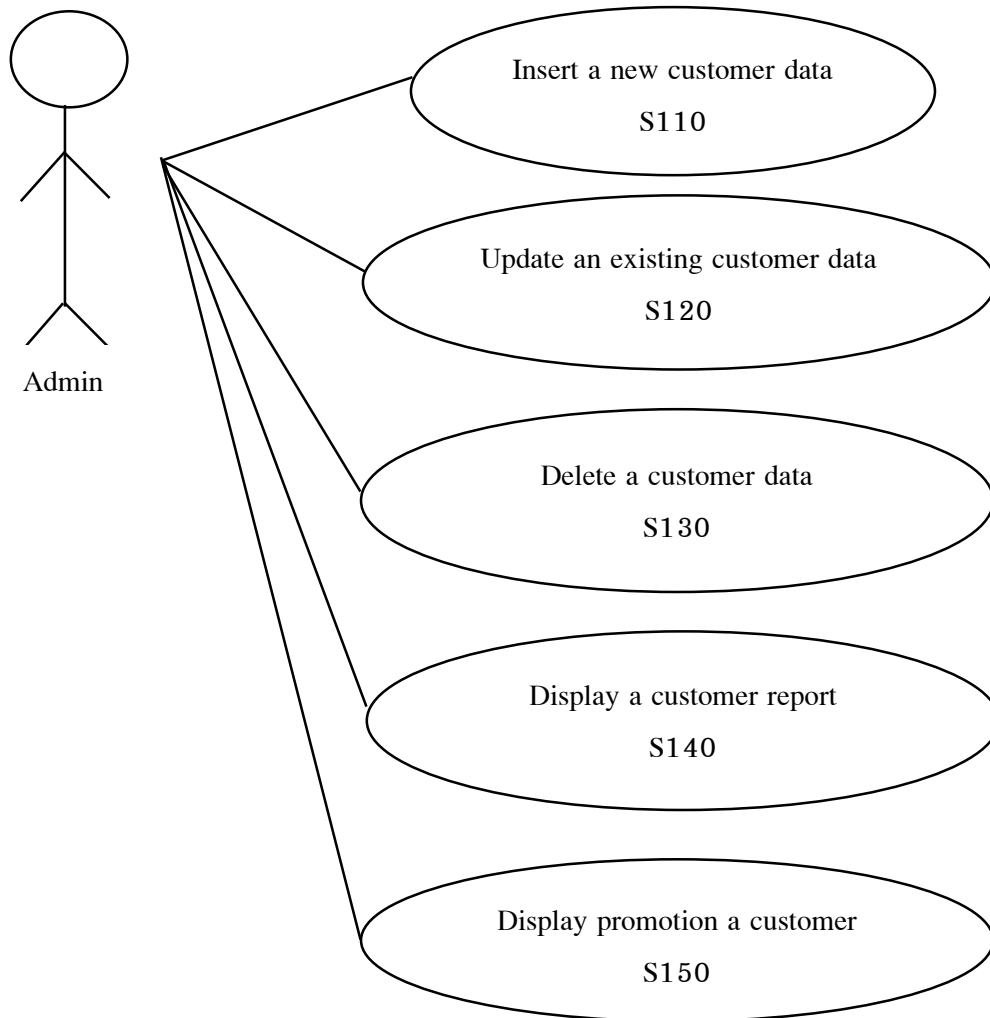 Insert a new customer data
S110
Update an existing customer data
S120
Admin
Delete a customer data
S130
Display a customer report
S140
Display promotion a customer
S150